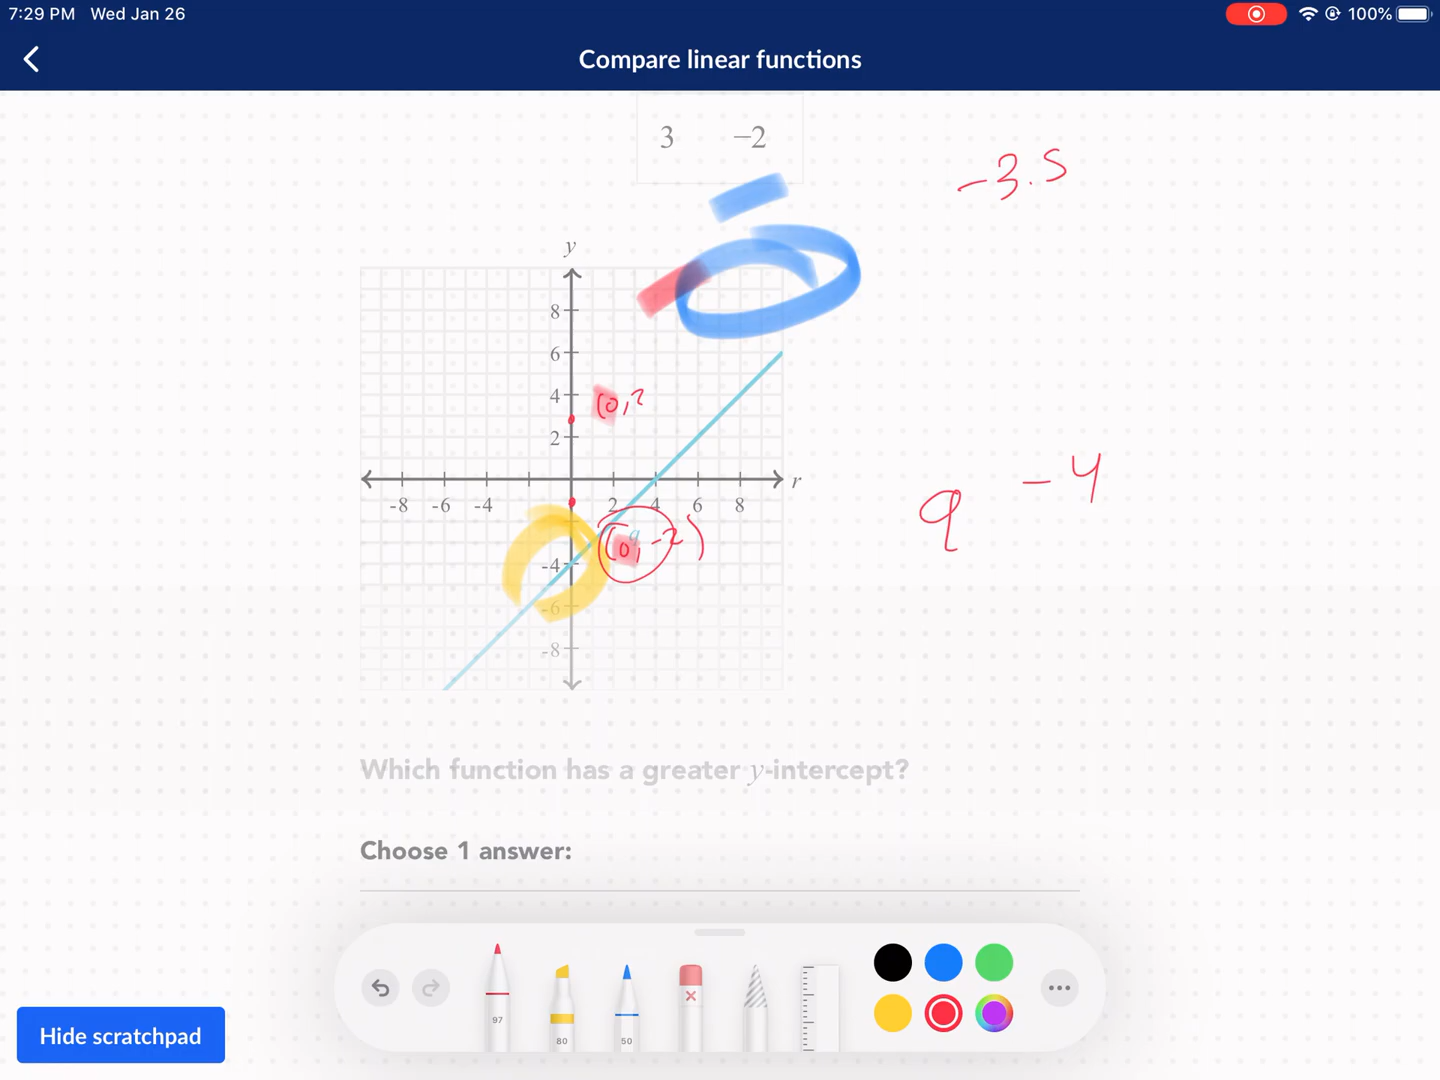 7:29 PM Wed Jan 26 100%
Compare linear functions
3 −2
-3.5
y
8
6
4 (0,?
2
r
-8 -6 -4 2 4 6 8
q -4
(0, -2)
-4
-6
-8
Which function has a greater y-intercept?
Choose 1 answer:
97 80 50
Hide scratchpad